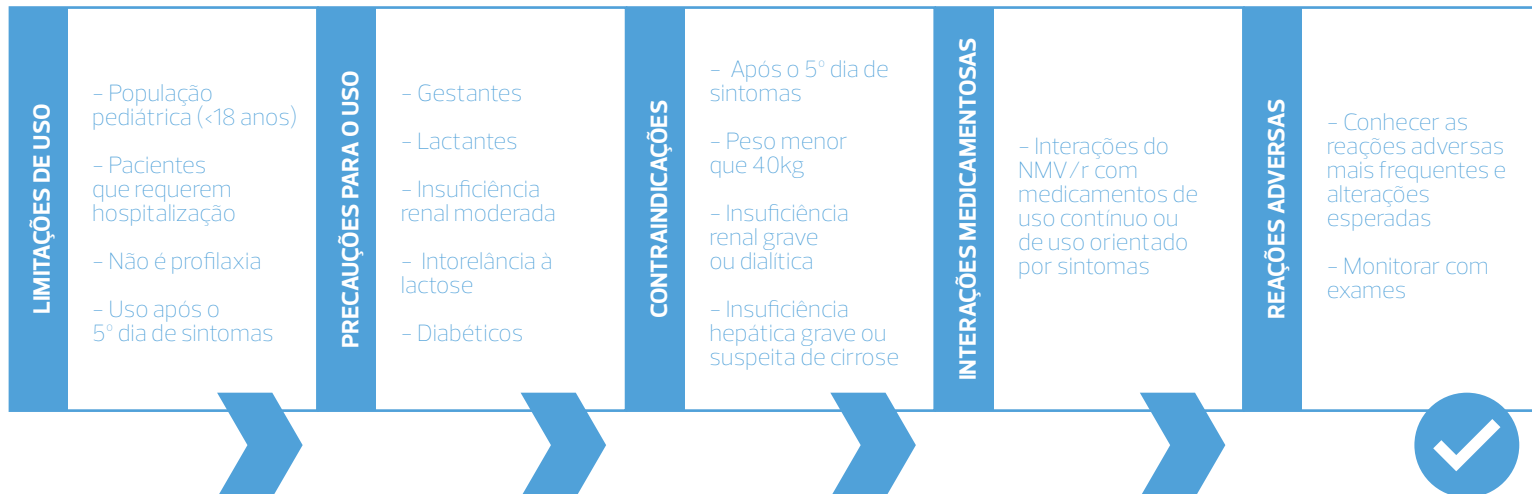 LIMITAÇÕES DE USO
– População
pediátrica (<18 anos)
– Pacientes
que requerem
hospitalização
– Não é profilaxia
– Uso após o
5º dia de sintomas
PRECAUÇÕES PARA O USO
– Gestantes
– Lactantes
– Insuficiência
renal moderada
– Intorelância à
lactose
– Diabéticos
CONTRAINDICAÇÕES
– Após o 5º dia de
sintomas
– Peso menor
que 40kg
– Insuficiência
renal grave
ou dialítica
– Insuficiência
hepática grave ou
suspeita de cirrose
INTERAÇÕES MEDICAMENTOSAS
– Interações do
NMV/r com
medicamentos de
uso contínuo ou
de uso orientado
por sintomas
REAÇÕES ADVERSAS
– Conhecer as
reações adversas
mais frequentes e
alterações
esperadas
– Monitorar com
exames